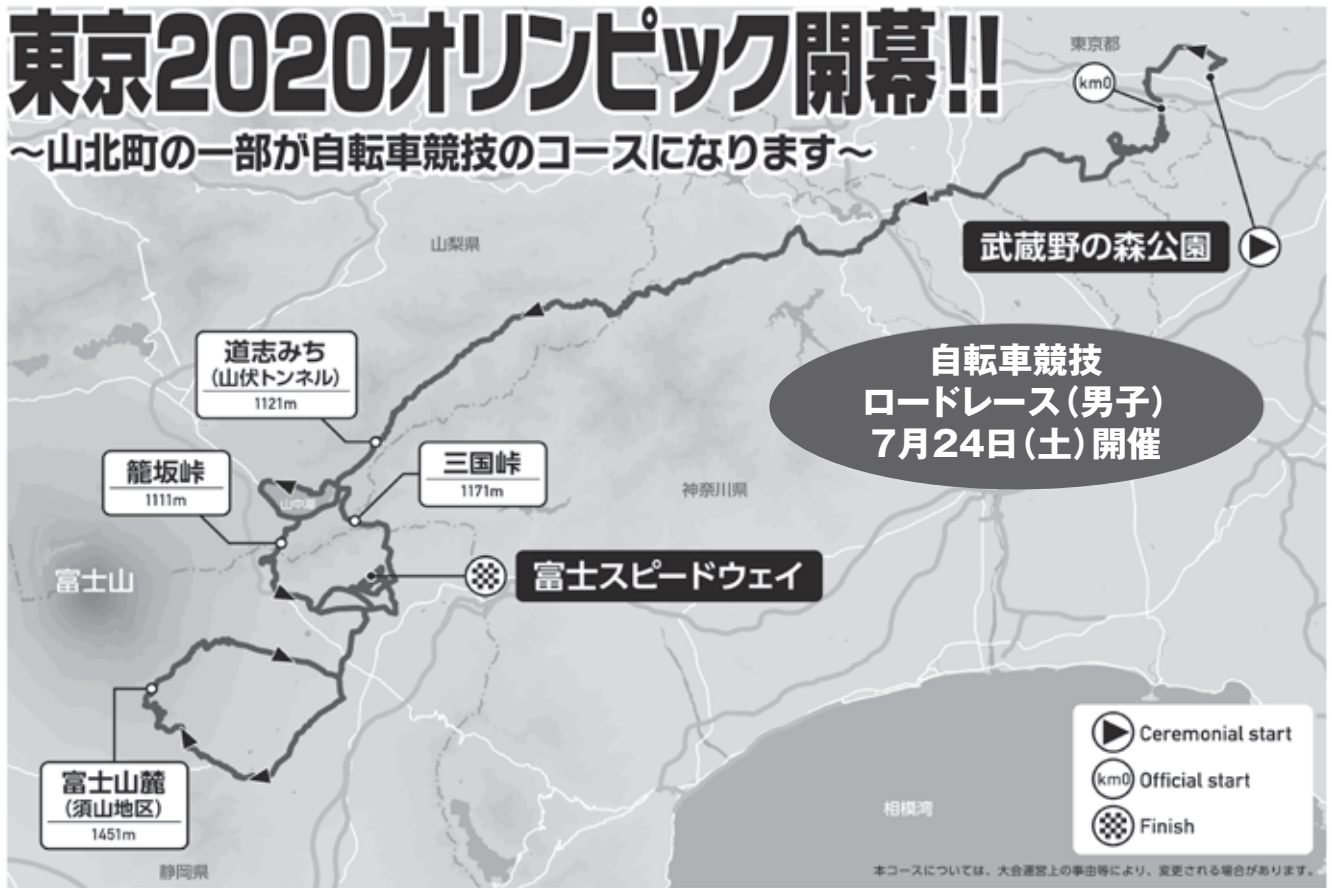 東京2020オリンピック開幕!!
～山北町の一部が自転車競技のコースになります～
東京都
km0
武蔵野の森公園
山梨県
自転車競技
ロードレース(男子)
7月24日(土)開催
道志みち
(山伏トンネル)
1121m
籠坂峠
1111m
三国峠
1171m
山中湖
神奈川県
富士山
富士スピードウェイ
富士山麓
(須山地区)
1451m
静岡県
相模湾
Ceremonial start
km0 Official start
Finish
本コースについては、大会運営上の事由等により、変更される場合があります。